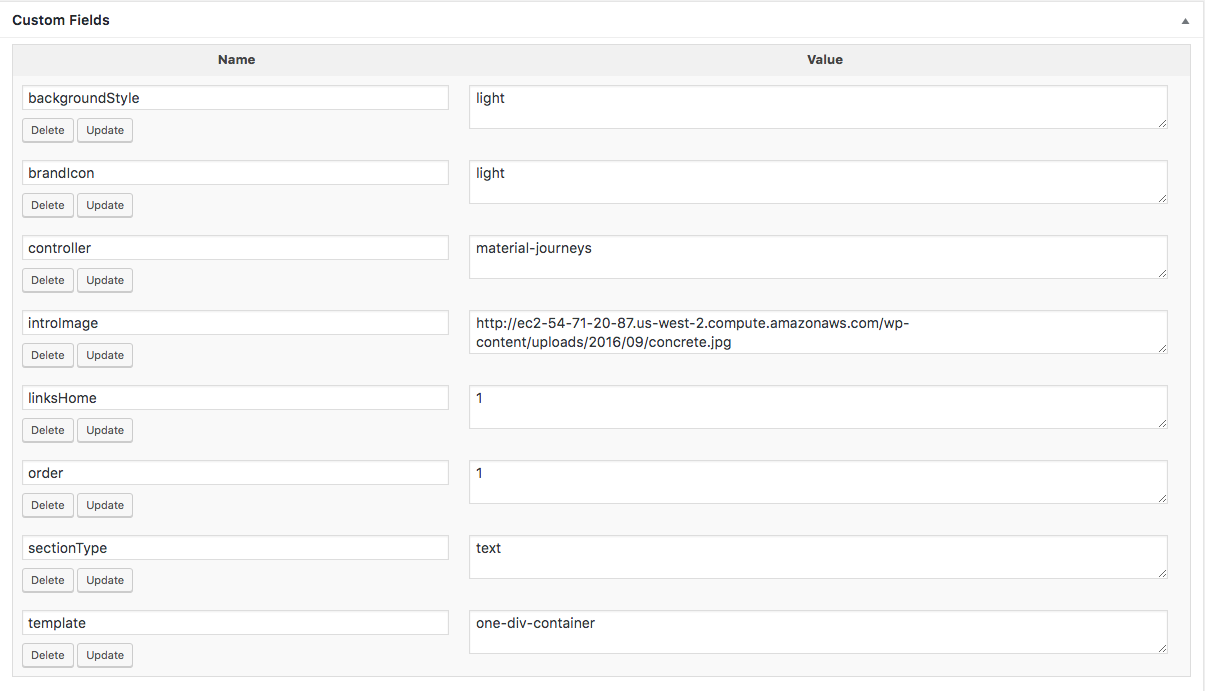 Custom Fields
Name Value
backgroundStyle light
Delete Update
brandIcon light
Delete Update
controller material-journeys
Delete Update
introImage http://ec2-54-71-20-87.us-west-2.compute.amazonaws.com/wp-
content/uploads/2016/09/concrete.jpg
Delete Update
linksHome 1
Delete Update
order 1
Delete Update
sectionType text
Delete Update
template one-div-container
Delete Update